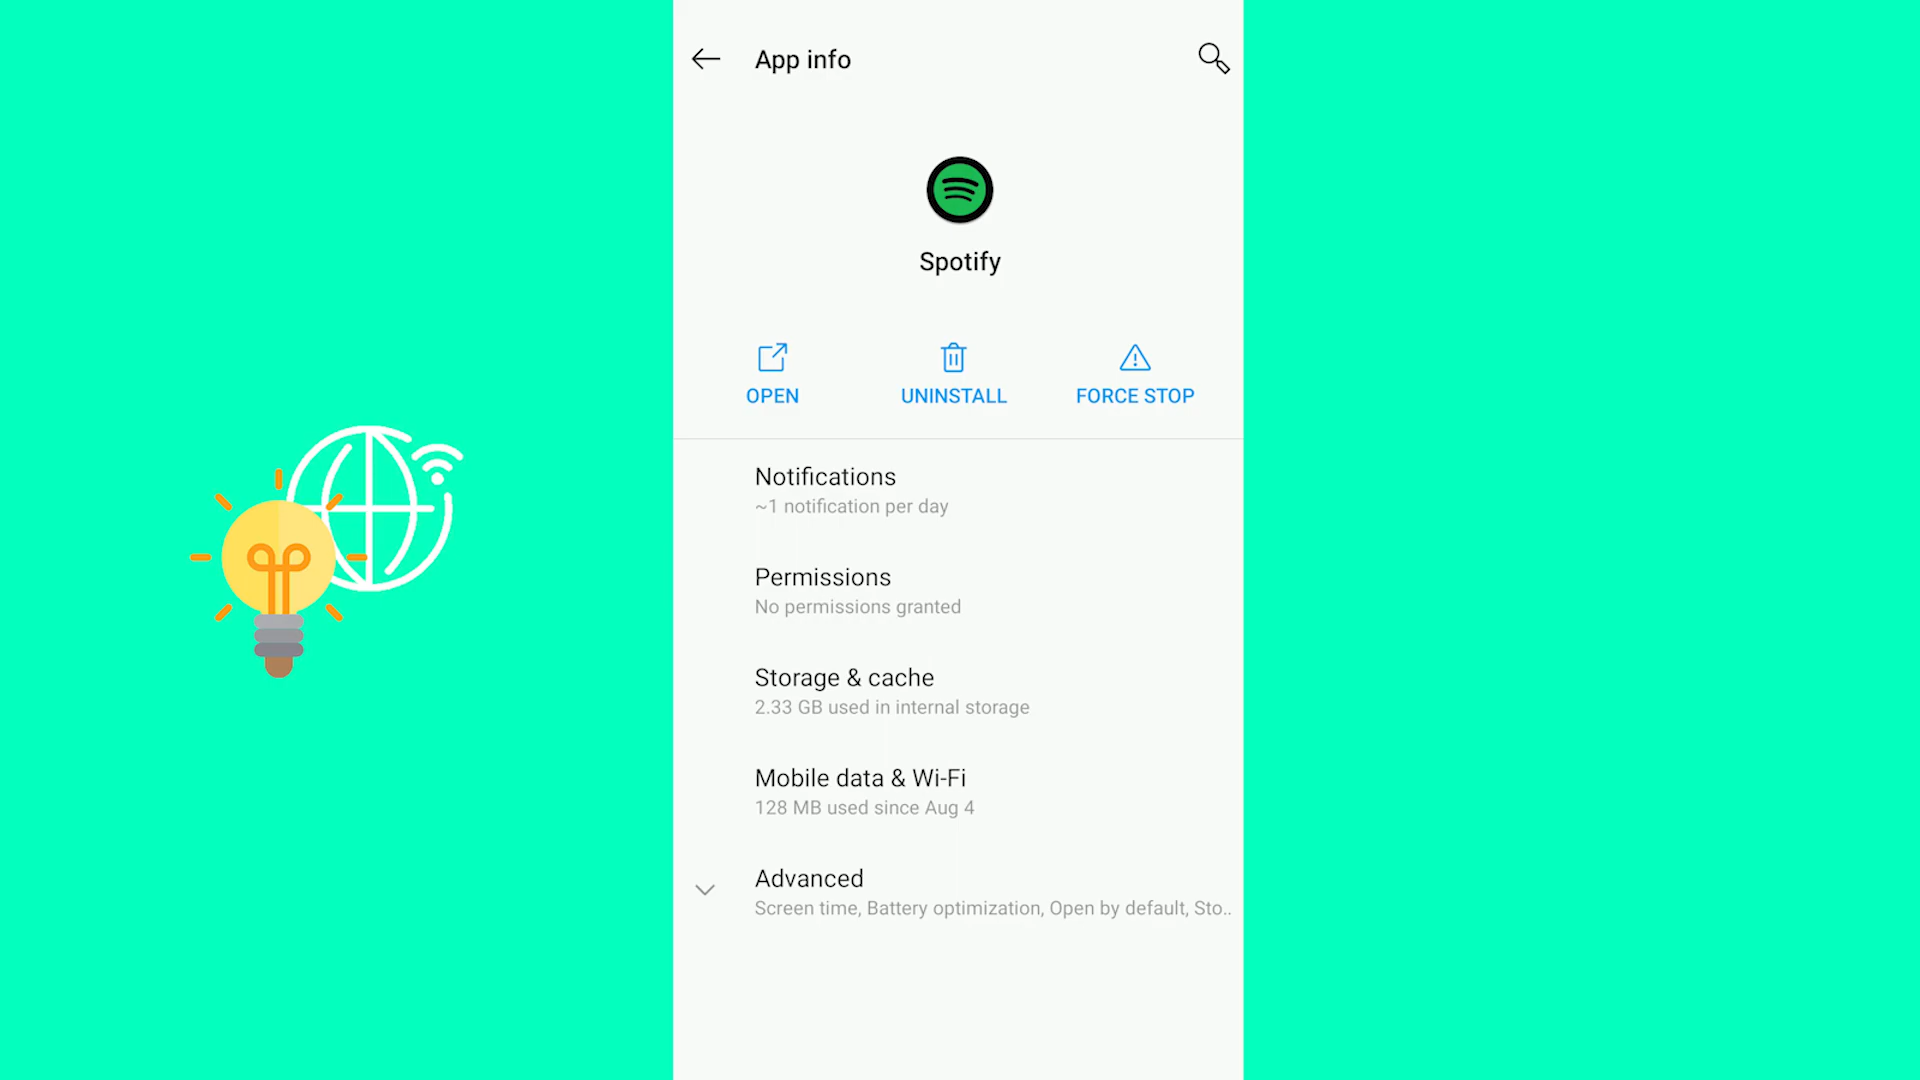 App info
Spotify
OPEN
UNINSTALL
FORCE STOP
Notifications
~1 notification per day
Permissions
No permissions granted
Storage & cache
2.33 GB used in internal storage
Mobile data & Wi-Fi
128 MB used since Aug 4
Advanced
Screen time, Battery optimization, Open by default, Sto..